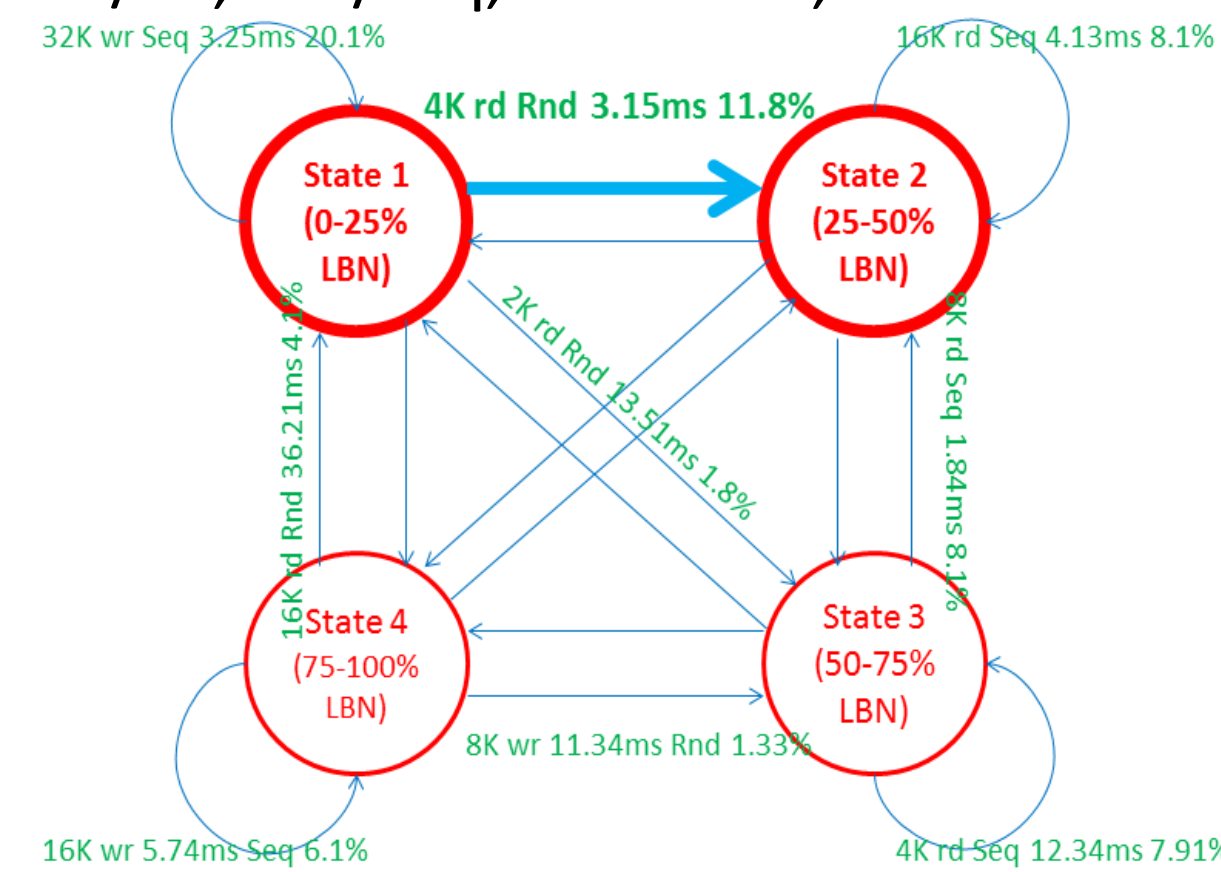 32K wr Seq 3.25ms 20.1%
16K rd Seq 4.13ms 8.1%
4K rd Rnd 3.15ms 11.8%
State 1
(0-25%
LBN)
State 2
(25-50%
LBN)
2K rd Rnd 13.51ms 1.8%
16K rd Rnd 36.21ms 4.1%
8K rd Seq 1.84ms 8.1%
State 4
(75-100%
LBN)
State 3
(50-75%
LBN)
8K wr 11.34ms Rnd 1.33%
16K wr 5.74ms Seq 6.1%
4K rd Seq 12.34ms 7.91%